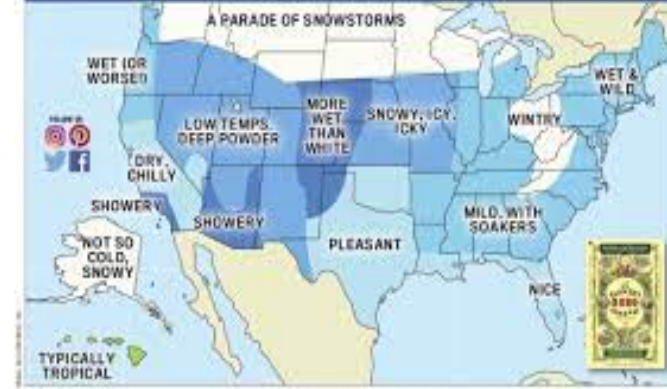 A PARADE OF SNOWSTORMS
WET (OR
WORSE!)
WET &
WILD
MORE
WET
THAN
WHITE
SNOWY, ICY,
ICKY
LOW TEMPS,
DEEP POWDER
WINTRY
DRY,
CHILLY
SHOWERY
SHOWERY
MILD, WITH
SOAKERS
NOT SO
COLD,
SNOWY
PLEASANT
NICE
TYPICALLY
TROPICAL